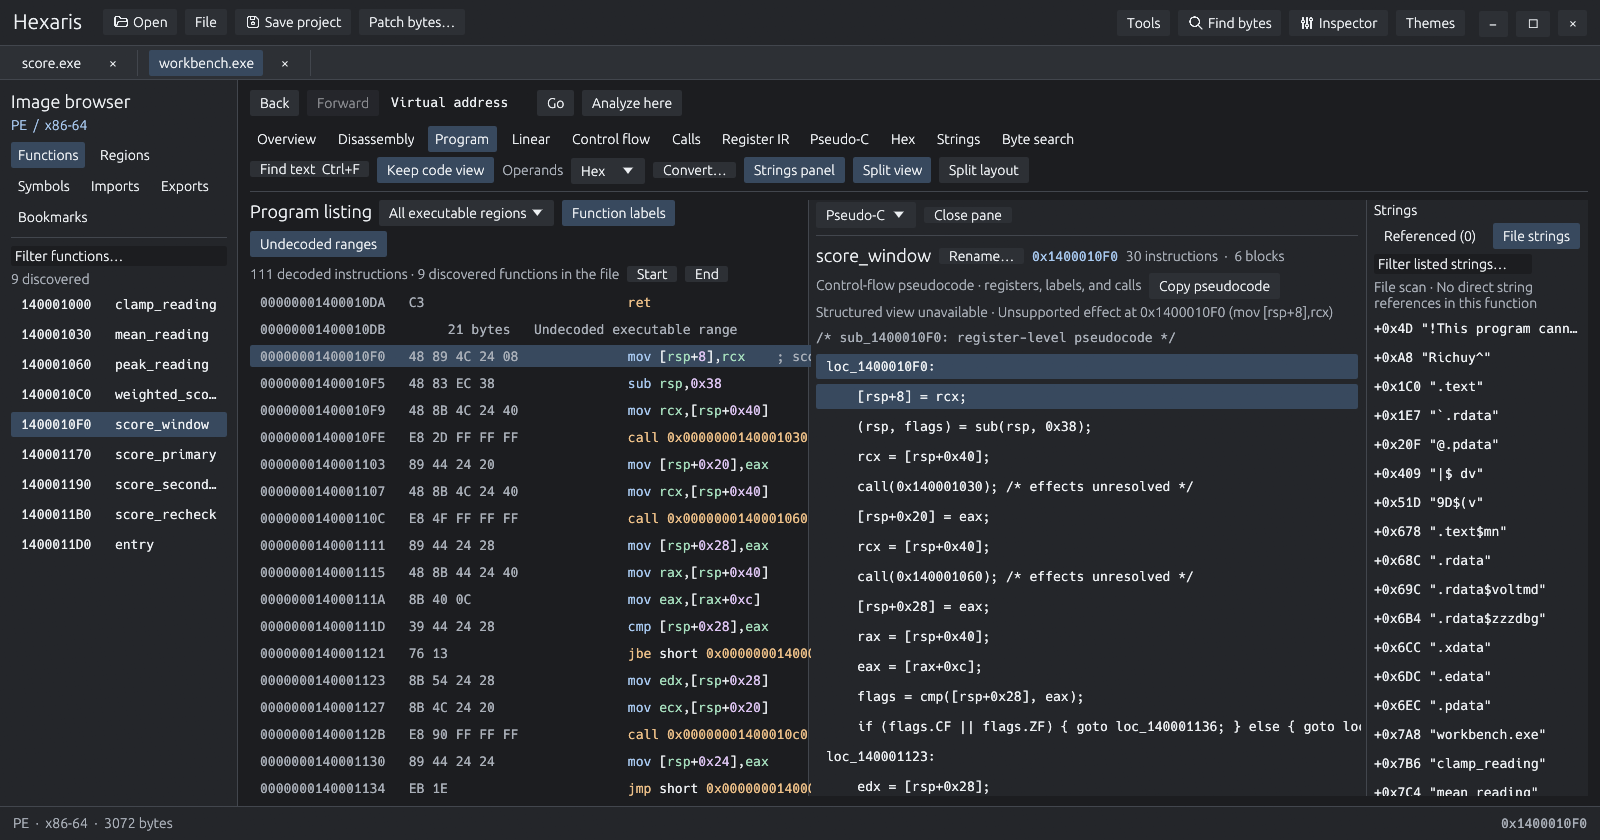 Hexaris Open File Save project Patch bytes... Tools Find bytes Inspector Themes
score.exe × workbench.exe ×
Image browser
PE / x86-64
Functions Regions
Symbols Imports Exports
Bookmarks
Filter functions...
9 discovered
140001000 clamp_reading
140001030 mean_reading
140001060 peak_reading
1400010C0 weighted_sco...
1400010F0 score_window
140001170 score_primary
140001190 score_second...
1400011B0 score_recheck
1400011D0 entry
Back Forward Virtual address Go Analyze here
Overview Disassembly Program Linear Control flow Calls Register IR Pseudo-C Hex Strings Byte search
Find text Ctrl+F Keep code view Operands Hex Convert... Strings panel Split view Split layout
Program listing All executable regions Function labels
Undecoded ranges
111 decoded instructions · 9 discovered functions in the file Start End
00000001400010DA C3 ret
00000001400010DB 21 bytes Undecoded executable range
00000001400010F0 48 89 4C 24 08 mov [rsp+8],rcx ; sco
00000001400010F5 48 83 EC 38 sub rsp,0x38
00000001400010F9 48 8B 4C 24 40 mov rcx,[rsp+0x40]
00000001400010FE E8 2D FF FF FF call 0x0000000140001030
0000000140001103 89 44 24 20 mov [rsp+0x20],eax
0000000140001107 48 8B 4C 24 40 mov rcx,[rsp+0x40]
000000014000110C E8 4F FF FF FF call 0x0000000140001060
0000000140001111 89 44 24 28 mov [rsp+0x28],eax
0000000140001115 48 8B 44 24 40 mov rax,[rsp+0x40]
000000014000111A 8B 40 0C mov eax,[rax+0xc]
000000014000111D 39 44 24 28 cmp [rsp+0x28],eax
0000000140001121 76 13 jbe short 0x000000014000
0000000140001123 8B 54 24 28 mov edx,[rsp+0x28]
0000000140001127 8B 4C 24 20 mov ecx,[rsp+0x20]
000000014000112B E8 90 FF FF FF call 0x00000001400010c0
0000000140001130 89 44 24 24 mov [rsp+0x24],eax
0000000140001134 EB 1E jmp short 0x000000014000
Pseudo-C Close pane
score_window Rename... 0x1400010F0 30 instructions · 6 blocks
Control-flow pseudocode · registers, labels, and calls Copy pseudocode
Structured view unavailable · Unsupported effect at 0x1400010F0 (mov [rsp+8],rcx)
/* sub_1400010F0: register-level pseudocode */
loc_1400010F0:
[rsp+8] = rcx;
(rsp, flags) = sub(rsp, 0x38);
rcx = [rsp+0x40];
call(0x140001030); /* effects unresolved */
[rsp+0x20] = eax;
rcx = [rsp+0x40];
call(0x140001060); /* effects unresolved */
[rsp+0x28] = eax;
rax = [rsp+0x40];
eax = [rax+0xc];
flags = cmp([rsp+0x28], eax);
if (flags.CF || flags.ZF) { goto loc_140001136; } else { goto loc
loc_140001123:
edx = [rsp+0x28];
Strings
Referenced (0) File strings
Filter listed strings...
File scan · No direct string
references in this function
+0x4D "!This program cann...
+0xA8 "Richuy^"
+0x1C0 ".text"
+0x1E7 "`.rdata"
+0x20F "@.pdata"
+0x409 "|$ dv"
+0x51D "9D$(v"
+0x678 ".text$mn"
+0x68C ".rdata"
+0x69C ".rdata$voltmd"
+0x6B4 ".rdata$zzzdbg"
+0x6CC ".xdata"
+0x6DC ".edata"
+0x6EC ".pdata"
+0x7A8 "workbench.exe"
+0x7B6 "clamp_reading"
+0x7C4 "mean_reading"
PE · x86-64 · 3072 bytes 0x1400010F0